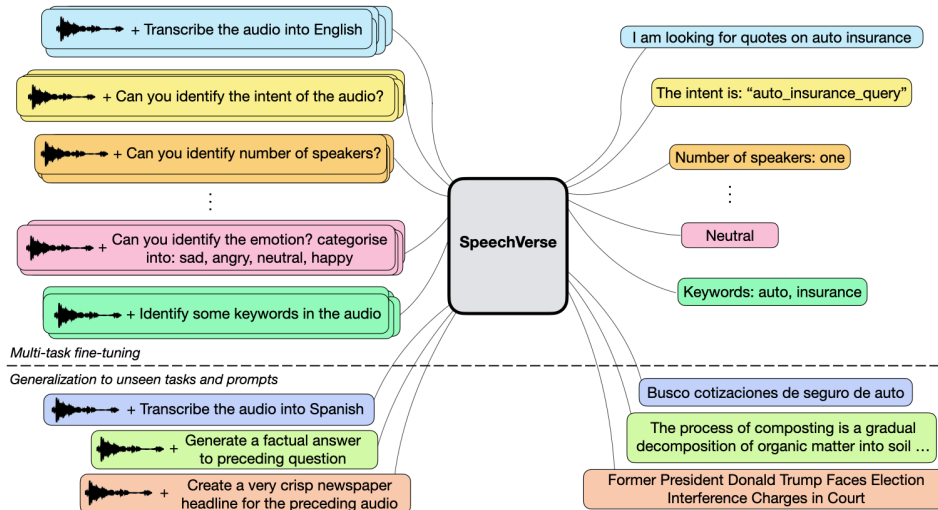 + Transcribe the audio into English
+ Can you identify the intent of the audio?
+ Can you identify number of speakers?
⋮
+ Can you identify the emotion? categorise
into: sad, angry, neutral, happy
+ Identify some keywords in the audio
SpeechVerse
I am looking for quotes on auto insurance
The intent is: “auto_insurance_query”
Number of speakers: one
⋮
Neutral
Keywords: auto, insurance
Multi-task fine-tuning
Generalization to unseen tasks and prompts
+ Transcribe the audio into Spanish
+ Generate a factual answer
to preceding question
+ Create a very crisp newspaper
headline for the preceding audio
Busco cotizaciones de seguro de auto
The process of composting is a gradual
decomposition of organic matter into soil ...
Former President Donald Trump Faces Election
Interference Charges in Court